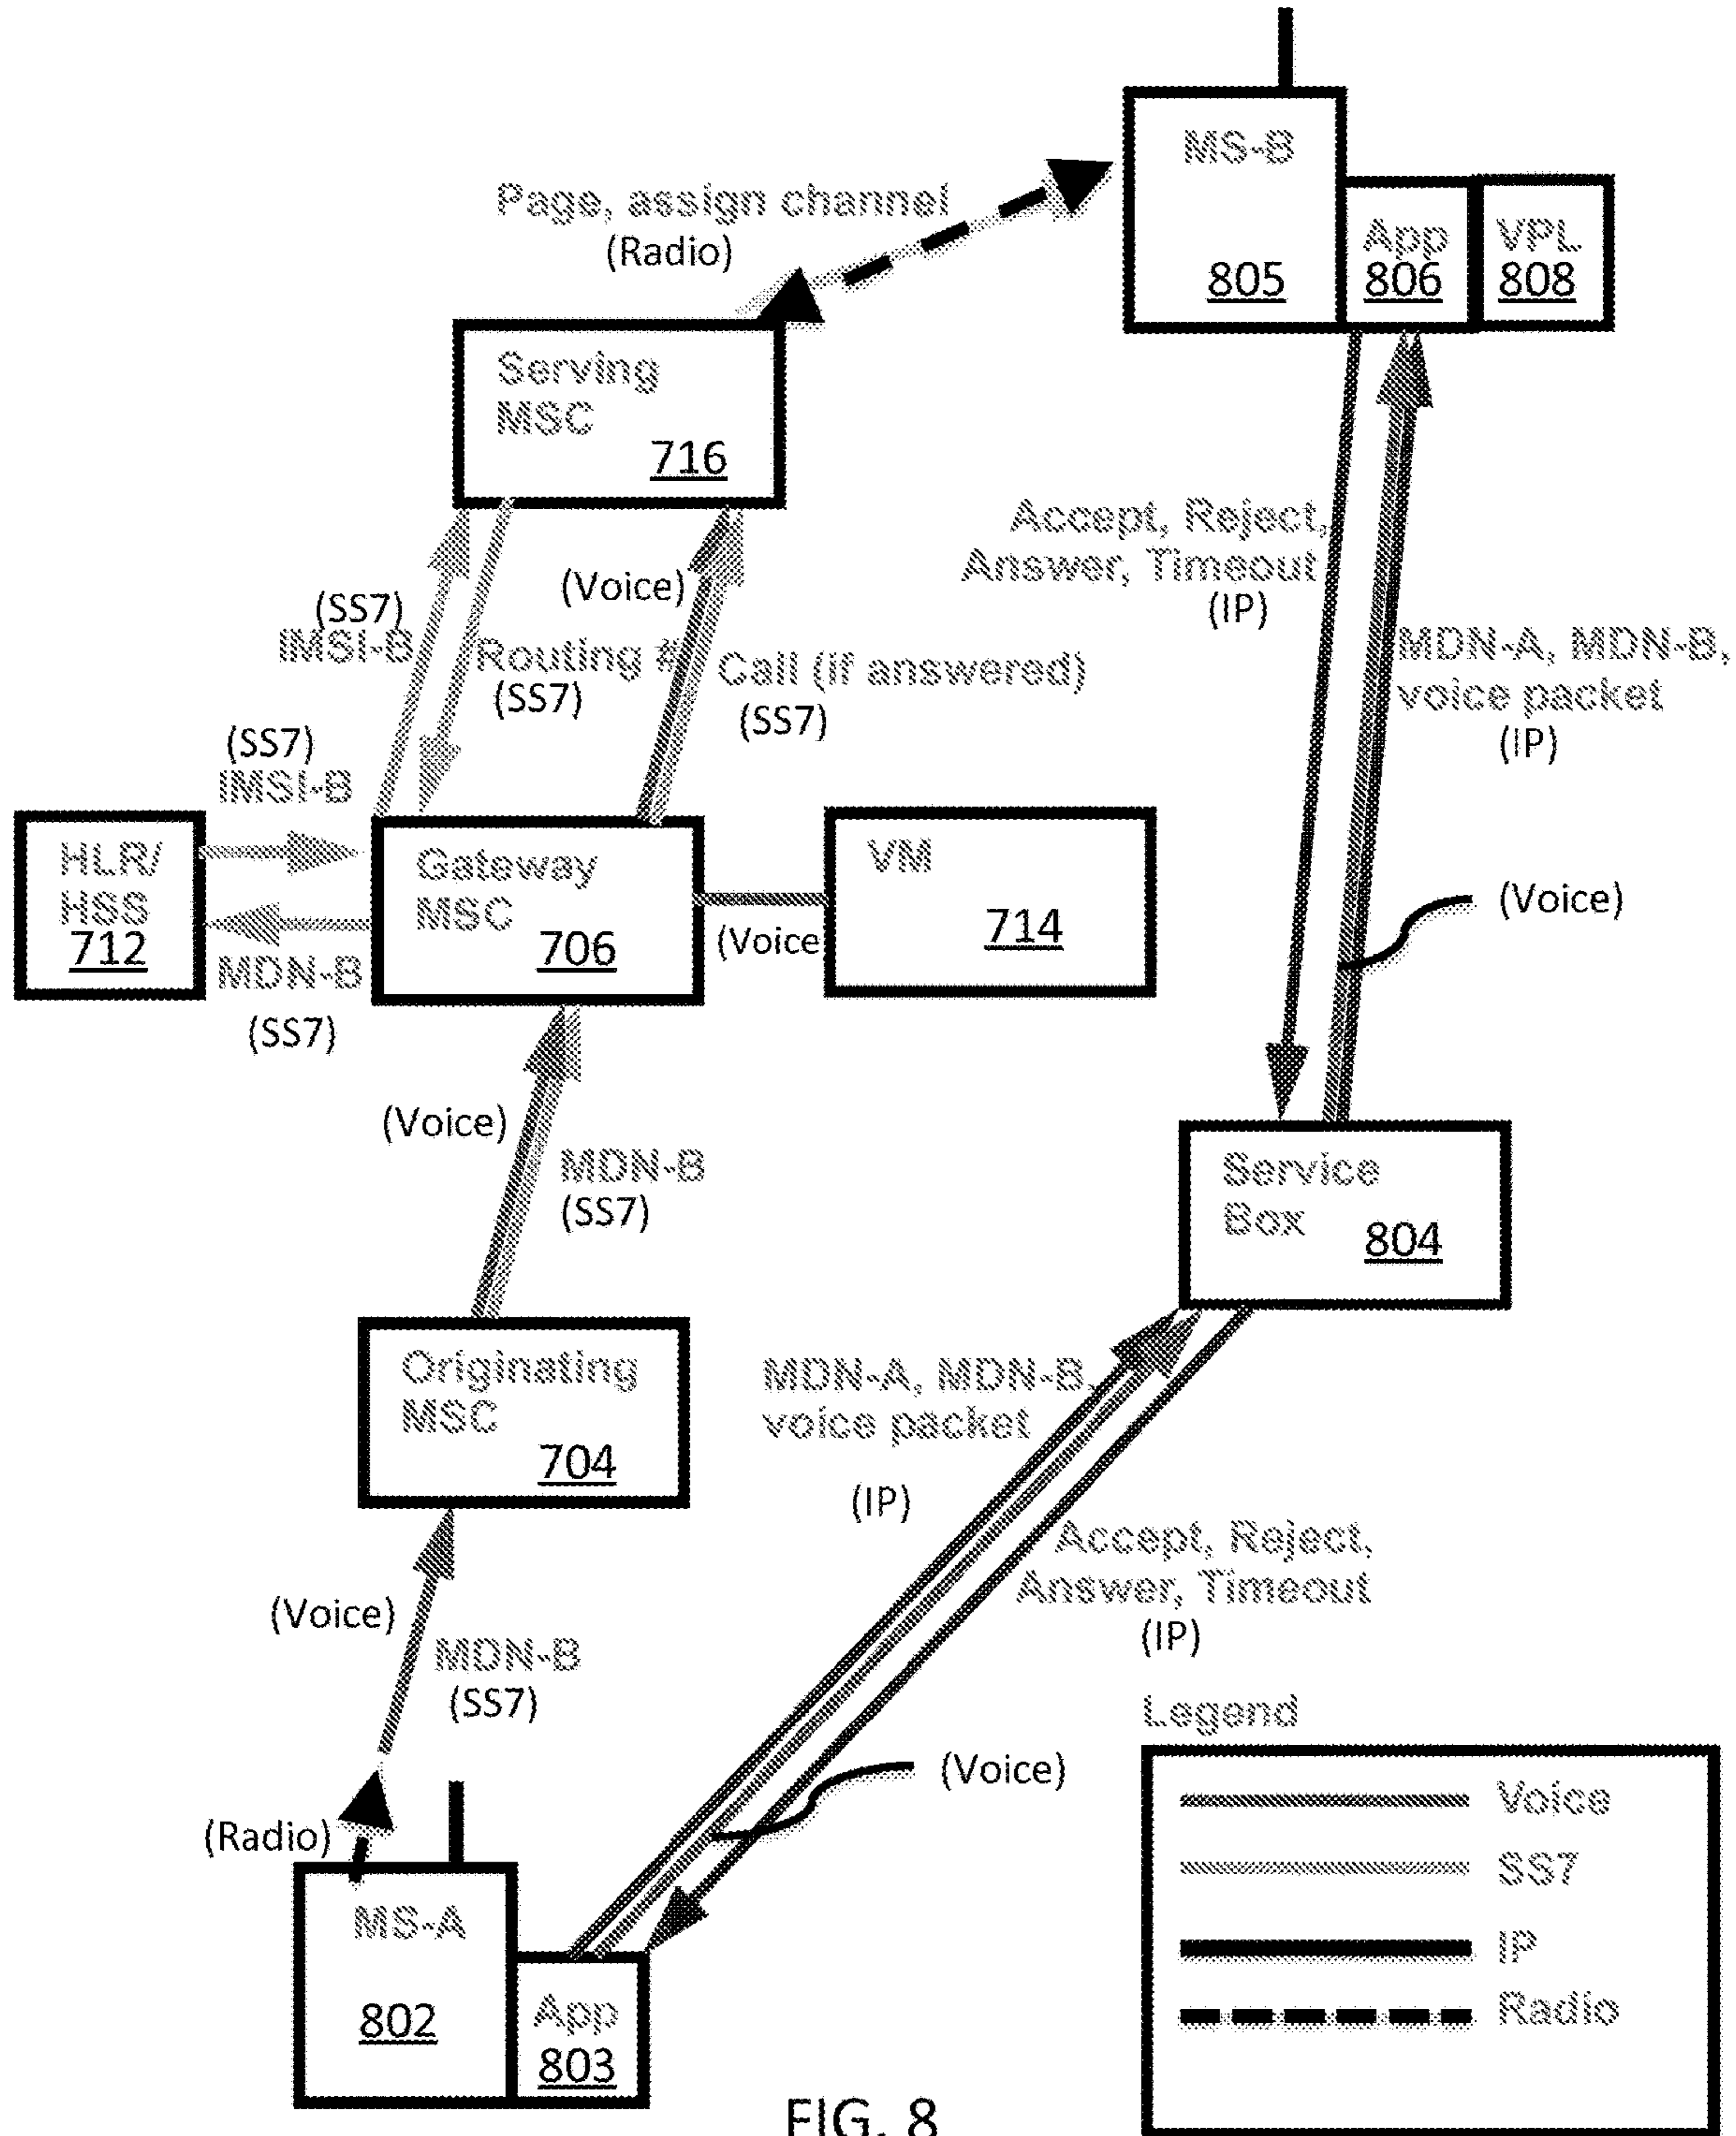 MS-B
805
App
806
VPL
808
Page, assign channel
(Radio)
Serving
MSC
716
Accept, Reject,
Answer, Timeout
(IP)
MDN-A, MDN-B,
voice packet
(IP)
(Voice)
(SS7)
IMSI-B
Routing #
(SS7)
(Voice)
Call (if answered)
(SS7)
(SS7)
IMSI-B
HLR/
HSS
712
MDN-B
(SS7)
Gateway
MSC
706
(Voice
VM
714
(Voice)
MDN-B
(SS7)
Service
Box
804
Originating
MSC
704
MDN-A, MDN-B,
voice packet
(IP)
Accept, Reject,
Answer, Timeout
(IP)
(Voice)
(Voice)
MDN-B
(SS7)
(Radio)
MS-A
802
App
803
Legend
Voice
SS7
IP
Radio
FIG. 8